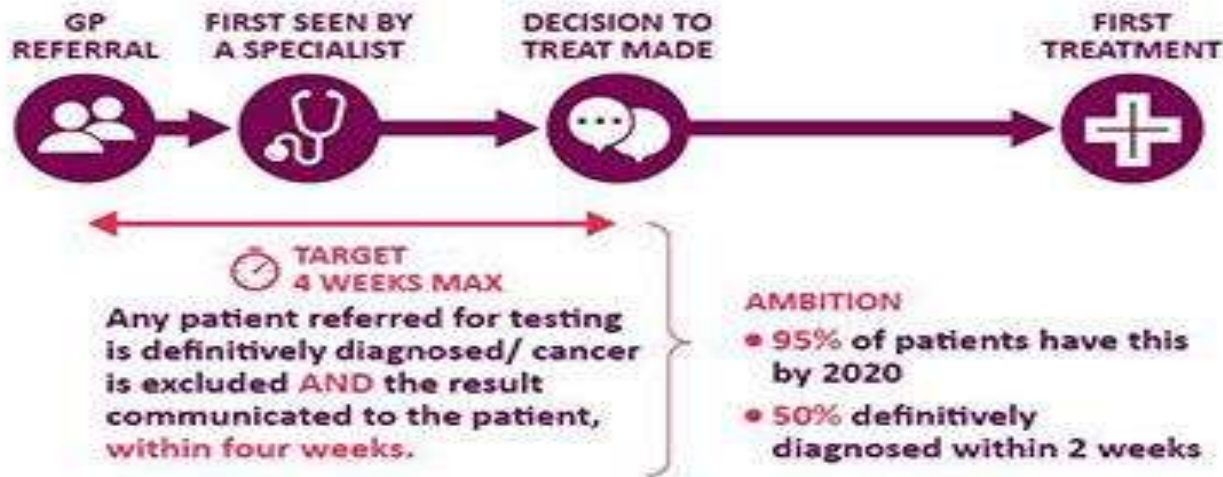 GP
REFERRAL
FIRST SEEN BY
A SPECIALIST
DECISION TO
TREAT MADE
FIRST
TREATMENT
TARGET
4 WEEKS MAX
Any patient referred for testing
is definitively diagnosed/ cancer
is excluded AND the result
communicated to the patient,
within four weeks.
AMBITION
• 95% of patients have this
by 2020
• 50% definitively
diagnosed within 2 weeks